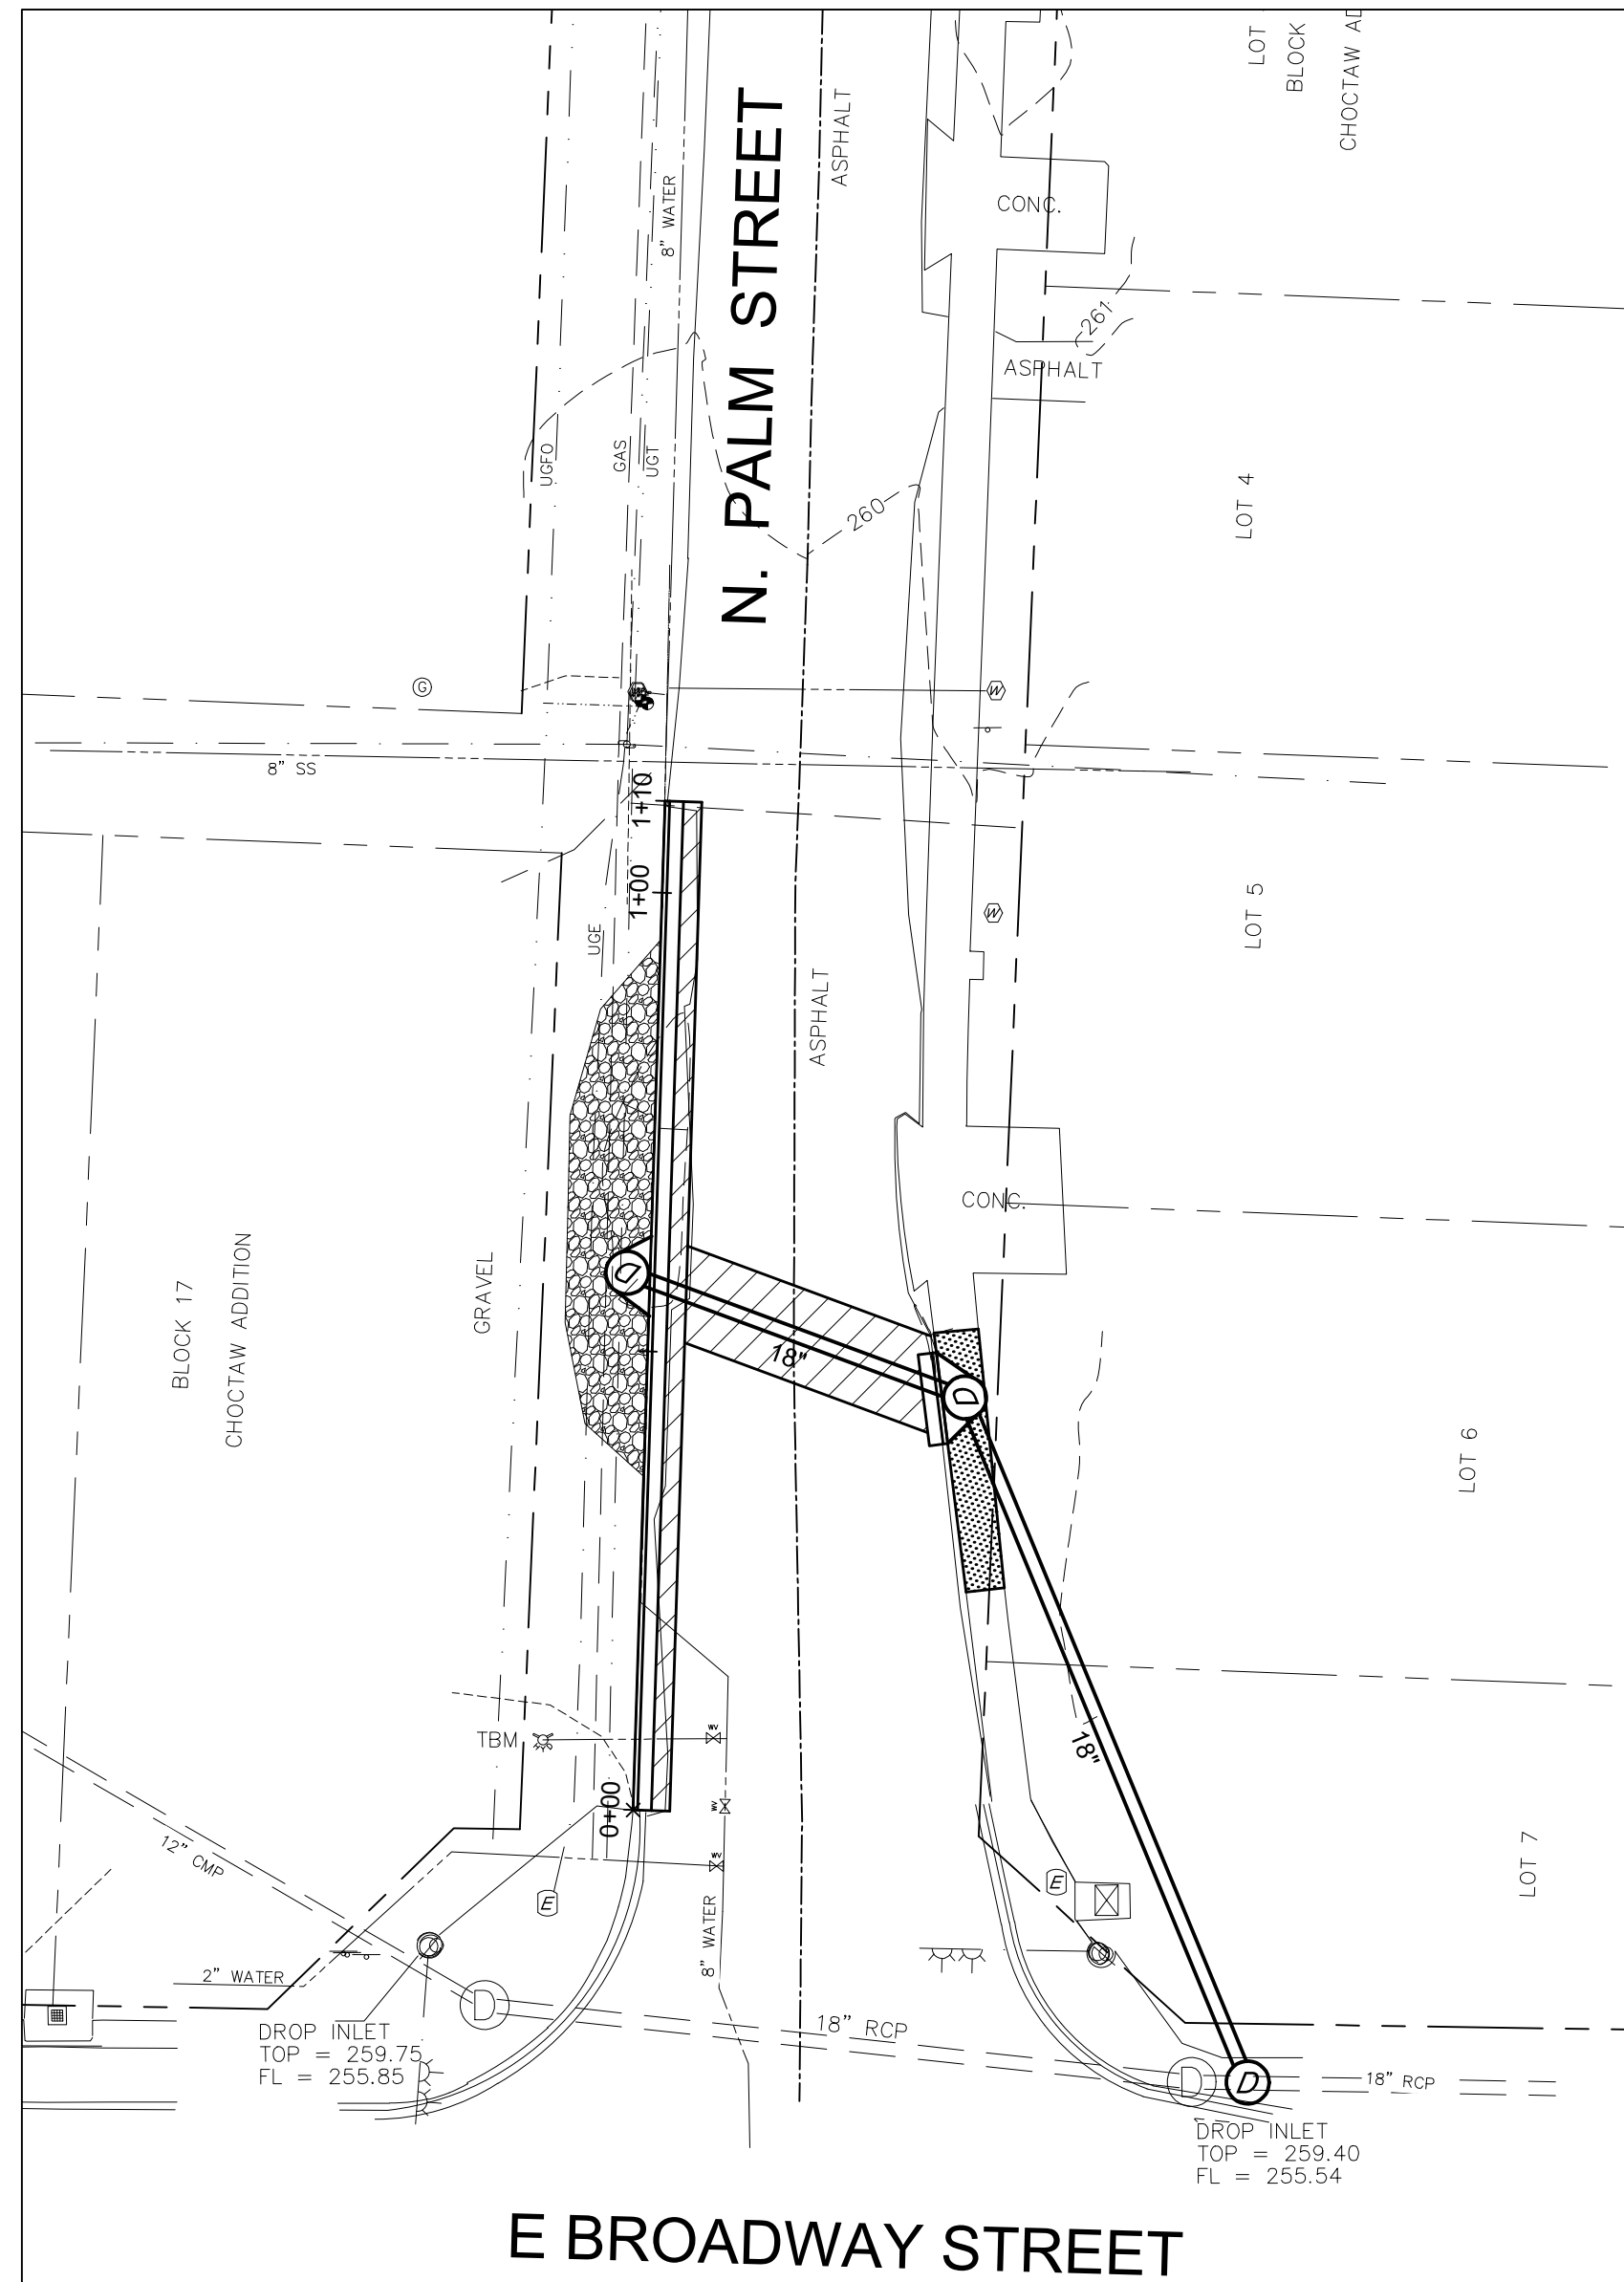 LOT
BLOCK
CHOCTAW AD
ASPHALT
N. PALM STREET
8" WATER
CONC.
261
ASPHALT
UGFO
GAS
UGT
260
LOT 4
G
W
8" SS
1+10
1+00
W
LOT 5
UGE
ASPHALT
CONC.
BLOCK 17
CHOCTAW ADDITION
GRAVEL
D
18"
D
LOT 6
TBM
WV
18"
0+00
WV
12" CMP
WV
LOT 7
E
E
8" WATER
2" WATER
D
18" RCP
DROP INLET
TOP = 259.75
FL = 255.85
D
D
18" RCP
DROP INLET
TOP = 259.40
FL = 255.54
E BROADWAY STREET